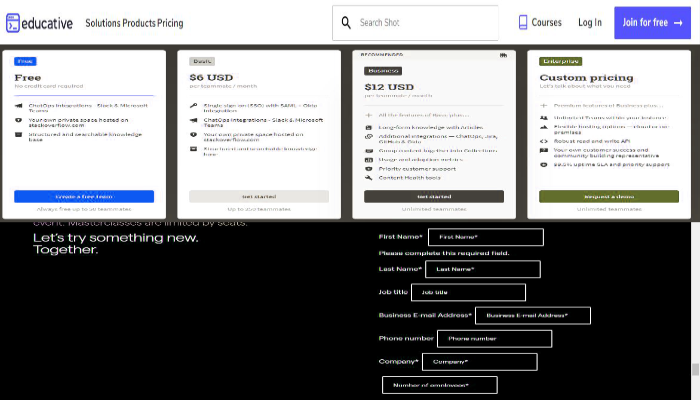 educative
Solutions Products Pricing
Search Shot
Courses
Log In
Join for free →
Free
Free
No credit card required
ChatOps Integrations - Slack & Microsoft
Teams
Your own private space hosted on
stackoverflow.com
Structured and searchable knowledge
base
Create a free team
Always free up to 50 teammates
Basic
$6 USD
per teammate / month
Single sign-on (SSO) with SAML - Okta
Integration
ChatOps Integrations - Slack & Microsoft
Teams
Your own private space hosted on
stackoverflow.com
Structured and searchable knowledge
base
Get started
Up to 250 teammates
RECOMMENDED
Business
$12 USD
per teammate / month
All the features of Basic, plus...
Long-form knowledge with Articles
Additional integrations — ChatOps, Jira,
GitHub & Okta
Group content together into Collections
Usage and adoption metrics
Priority customer support
Content Health tools
Get started
Unlimited teammates
Enterprise
Custom pricing
Let's talk about what you need
Premium features of Business plus...
Unlimited Teams within your instance
Flexible hosting options — cloud or on-
premises
Robust read and write API
Your own customer success and
community building representative
99.5% uptime SLA and priority support
Request a demo
Unlimited teammates
event. Masterclasses are limited by seats.
Let's try something new.
Together.
First Name* First Name*
Please complete this required field.
Last Name* Last Name*
Job title Job title
Business E-mail Address* Business E-mail Address*
Phone number Phone number
Company* Company*
Number of employees*